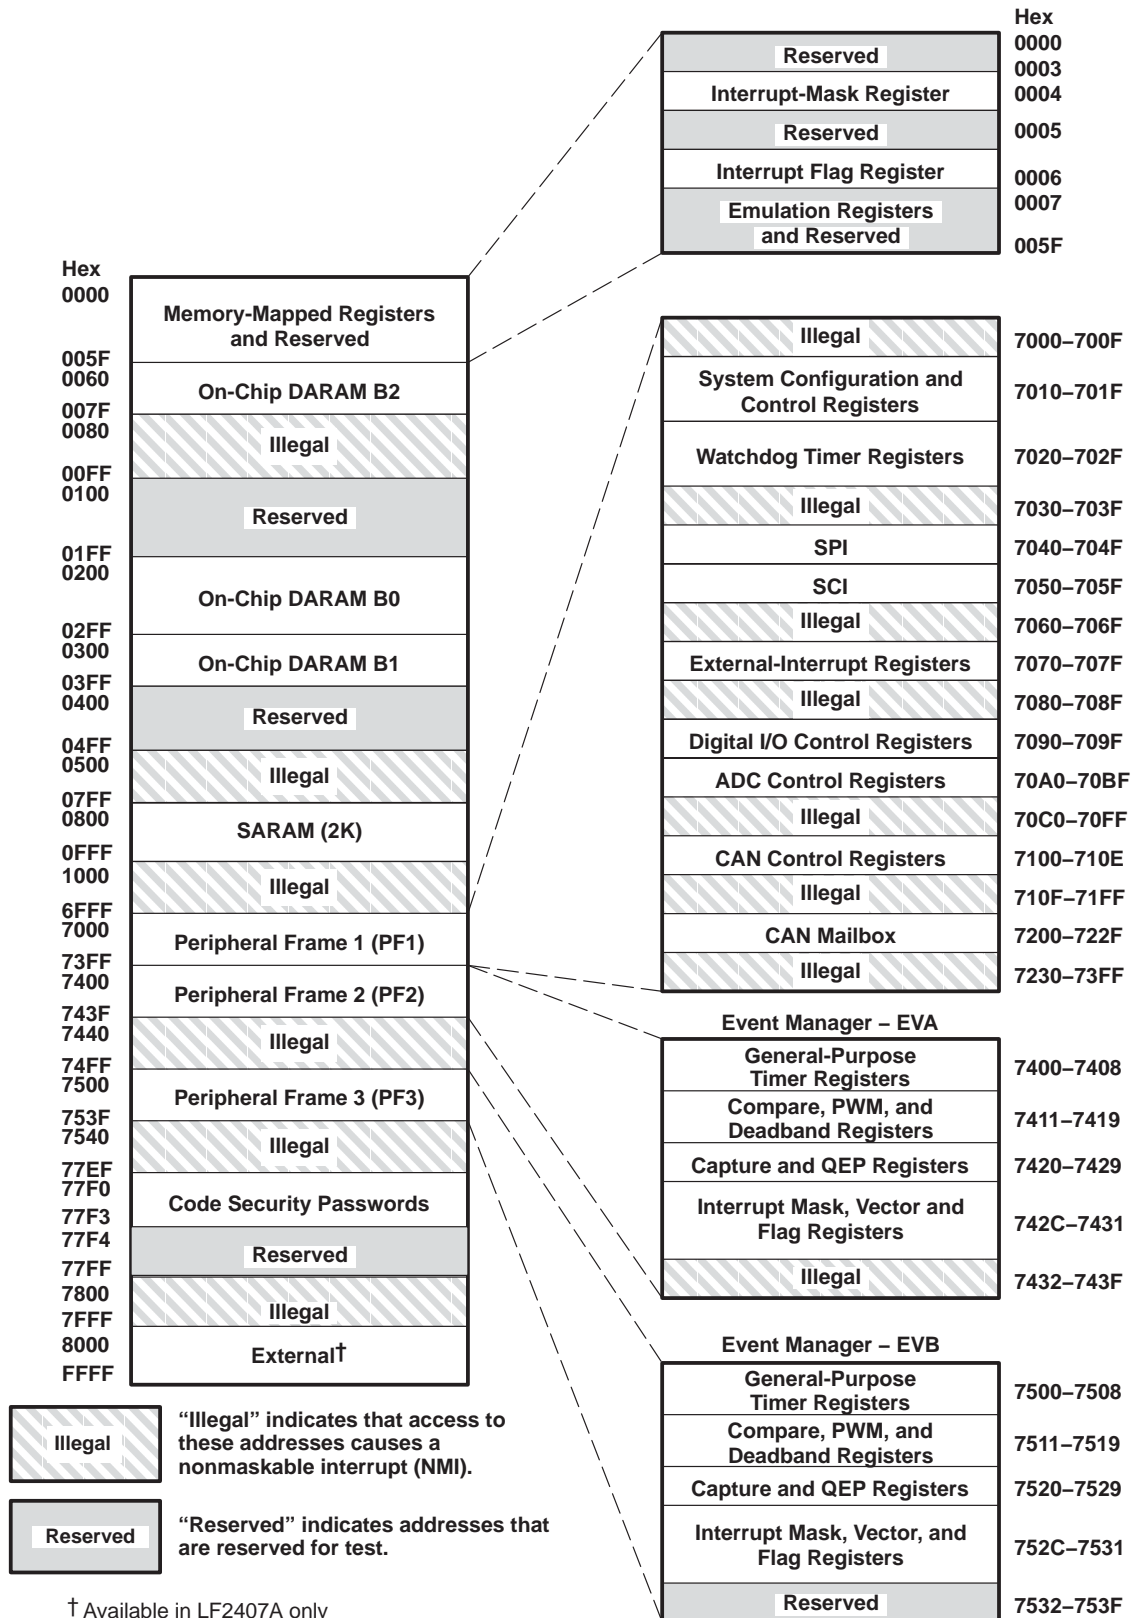 Hex
0000
Reserved
0003
Interrupt-Mask Register
0004
Reserved
0005
Interrupt Flag Register
0006
0007
Emulation Registers
and Reserved
005F
Hex
0000
Memory-Mapped Registers
and Reserved
005F
0060
On-Chip DARAM B2
007F
0080
Illegal
00FF
0100
Reserved
01FF
0200
On-Chip DARAM B0
02FF
0300
On-Chip DARAM B1
03FF
0400
Reserved
04FF
0500
Illegal
07FF
0800
SARAM (2K)
0FFF
1000
Illegal
6FFF
7000
Peripheral Frame 1 (PF1)
73FF
7400
Peripheral Frame 2 (PF2)
743F
7440
Illegal
74FF
7500
Peripheral Frame 3 (PF3)
753F
7540
Illegal
77EF
77F0
Code Security Passwords
77F3
77F4
Reserved
77FF
7800
Illegal
7FFF
8000
External†
FFFF
Illegal 7000–700F
System Configuration and
Control Registers 7010–701F
Watchdog Timer Registers 7020–702F
Illegal 7030–703F
SPI 7040–704F
SCI 7050–705F
Illegal 7060–706F
External-Interrupt Registers 7070–707F
Illegal 7080–708F
Digital I/O Control Registers 7090–709F
ADC Control Registers 70A0–70BF
Illegal 70C0–70FF
CAN Control Registers 7100–710E
Illegal 710F–71FF
CAN Mailbox 7200–722F
Illegal 7230–73FF
Event Manager – EVA
General-Purpose
Timer Registers 7400–7408
Compare, PWM, and
Deadband Registers 7411–7419
Capture and QEP Registers 7420–7429
Interrupt Mask, Vector and
Flag Registers 742C–7431
Illegal 7432–743F
Event Manager – EVB
General-Purpose
Timer Registers 7500–7508
Compare, PWM, and
Deadband Registers 7511–7519
Capture and QEP Registers 7520–7529
Interrupt Mask, Vector, and
Flag Registers 752C–7531
Reserved 7532–753F
Illegal
“Illegal” indicates that access to
these addresses causes a
nonmaskable interrupt (NMI).
Reserved
“Reserved” indicates addresses that
are reserved for test.
† Available in LF2407A only